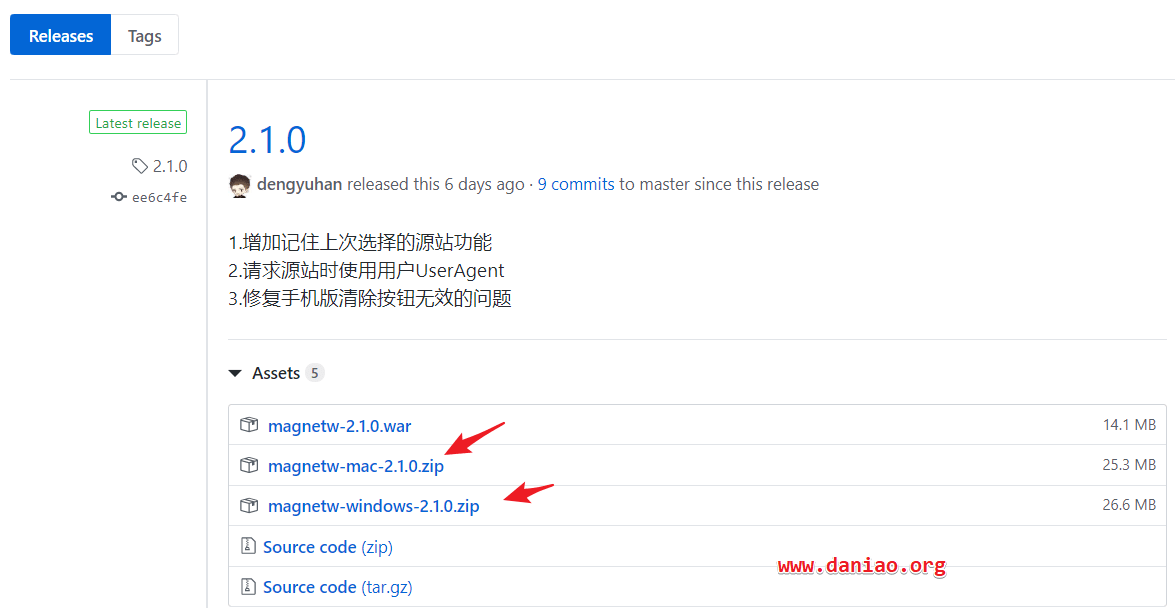 Releases Tags
Latest release
2.1.0
ee6c4fe
2.1.0
dengyuhan released this 6 days ago · 9 commits to master since this release
1.增加记住上次选择的源站功能
2.请求源站时使用用户UserAgent
3.修复手机版清除按钮无效的问题
Assets 5
magnetw-2.1.0.war 14.1 MB
magnetw-mac-2.1.0.zip 25.3 MB
magnetw-windows-2.1.0.zip 26.6 MB
Source code (zip)
www.daniao.org
Source code (tar.gz)